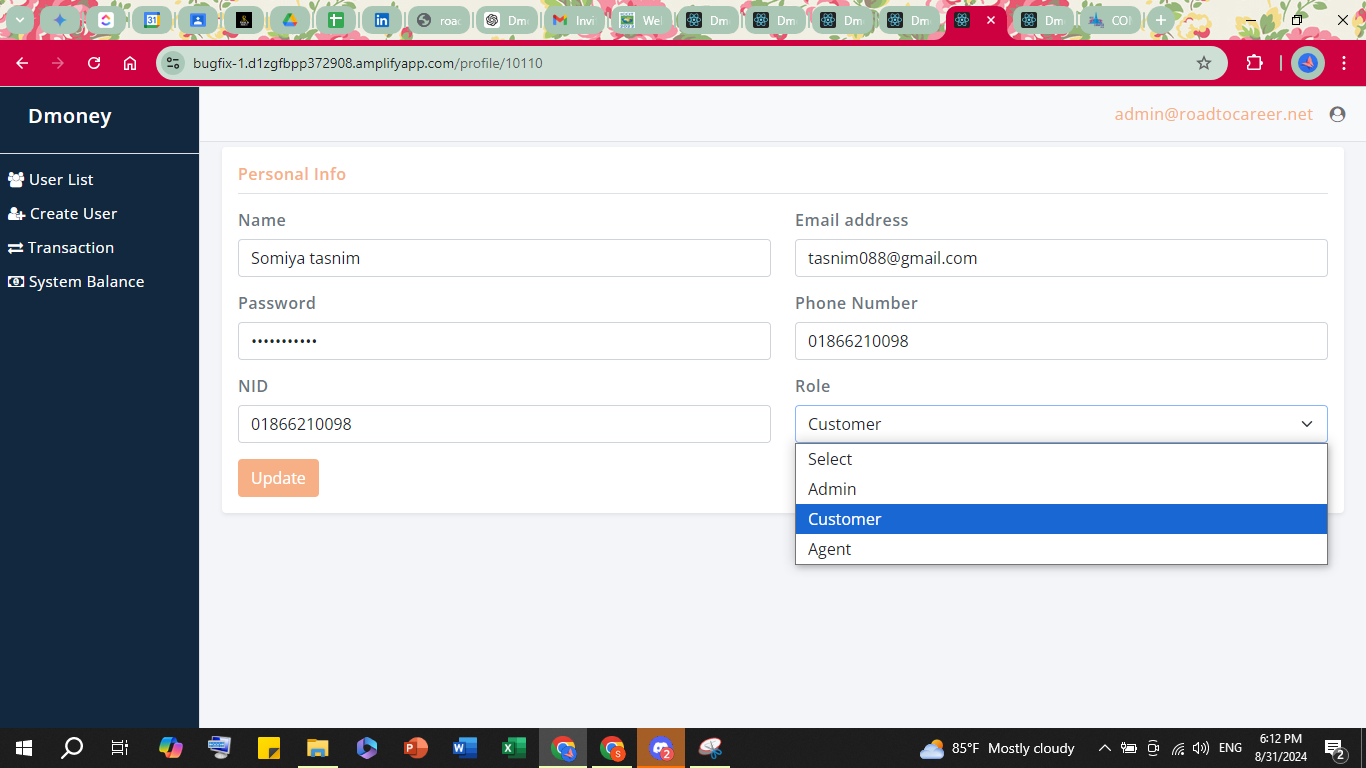 31
roac
Dm
Invi
Wel
Dm
Dm
Dm
Dm
Dm
COI
bugfix-1.d1zgfbpp372908.amplifyapp.com/profile/10110
Dmoney
admin@roadtocareer.net
User List
Create User
Transaction
System Balance
Personal Info
Name
Email address
Somiya tasnim
tasnim088@gmail.com
Password
Phone Number
•••••••••••
01866210098
NID
Role
01866210098
Customer
Update
Select
Admin
Customer
Agent
85°F Mostly cloudy
ENG
6:12 PM
8/31/2024
2